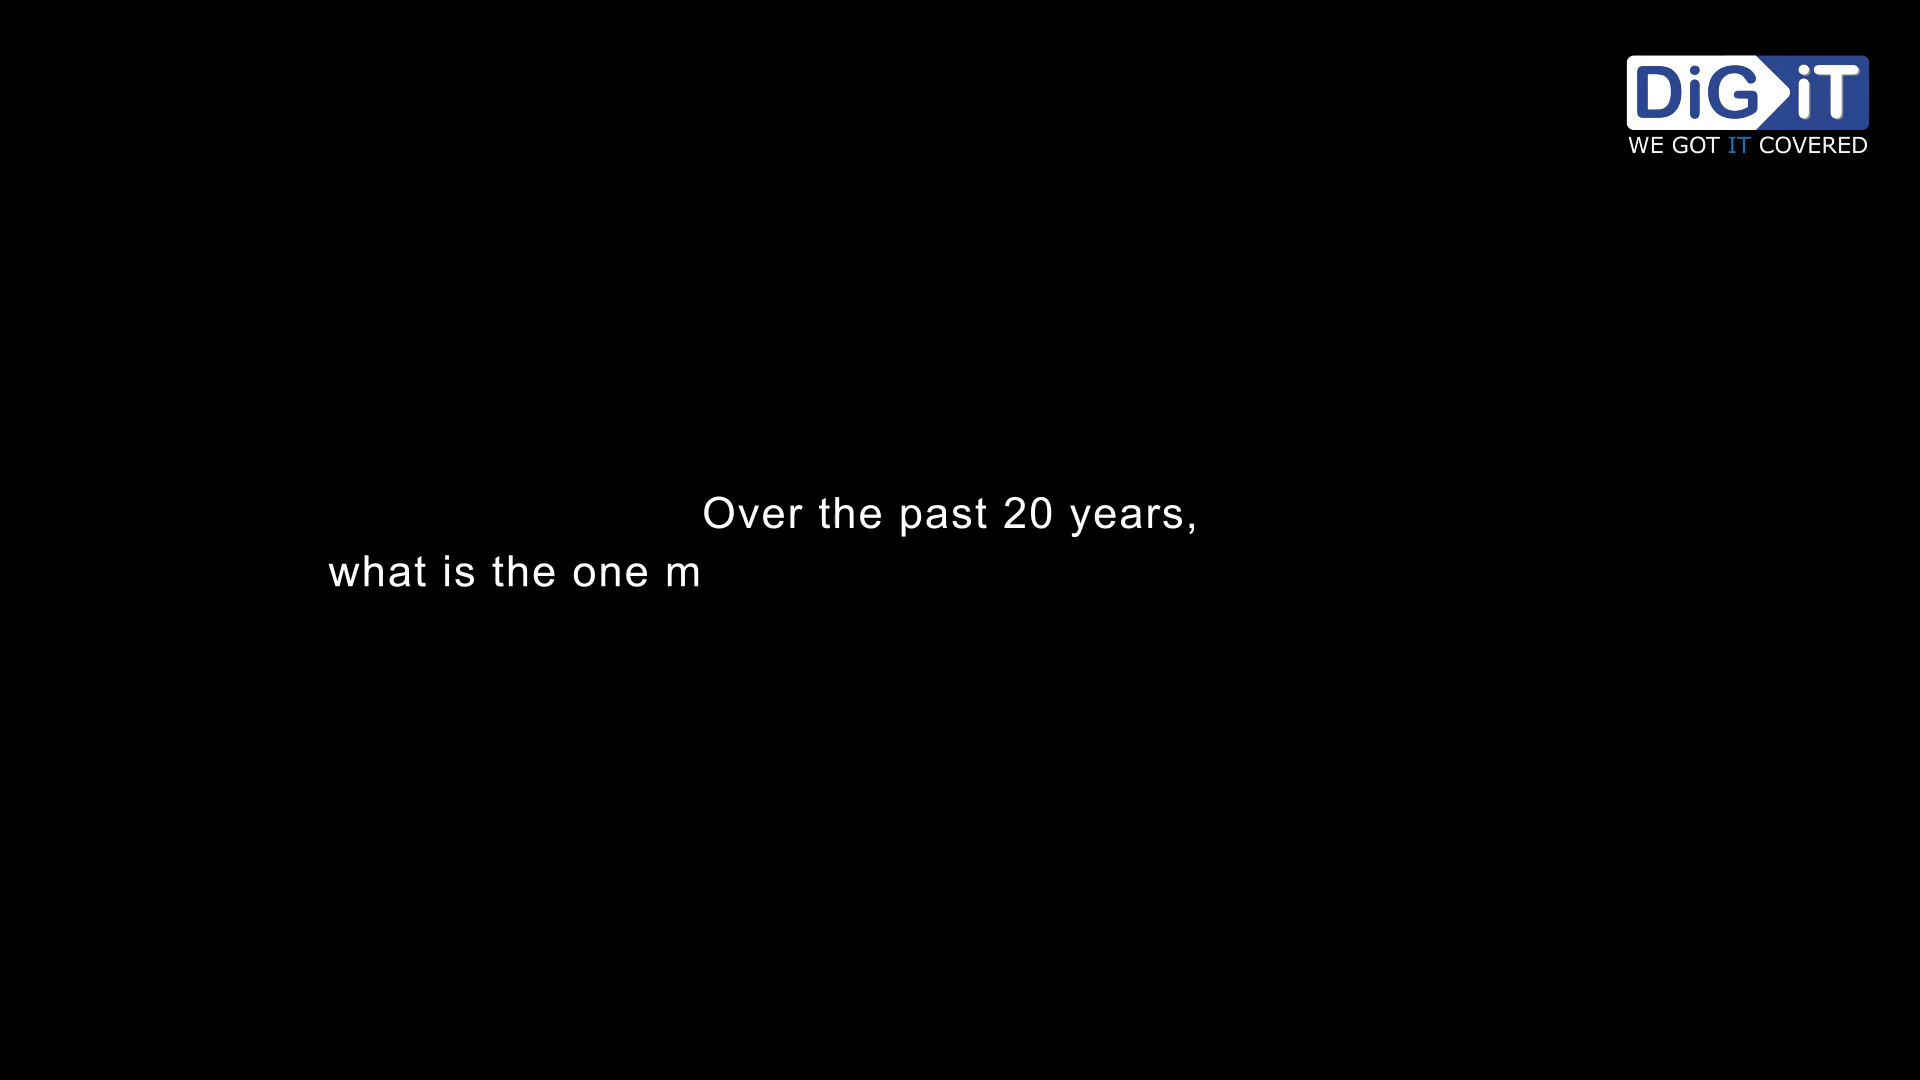 DiG iT
WE GOT IT COVERED
Over the past 20 years,
what is the one m